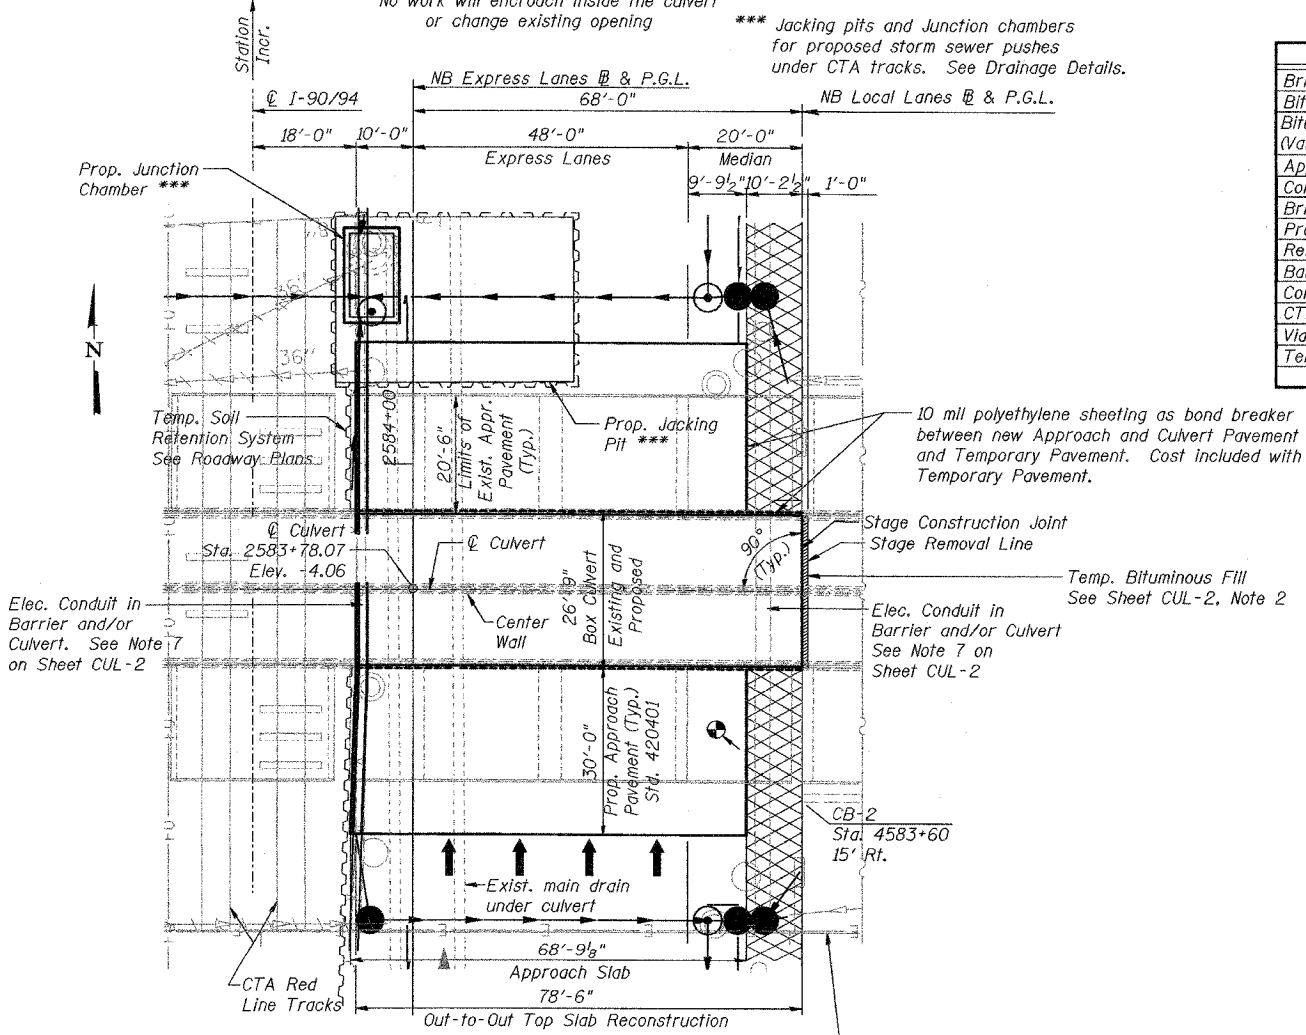 No work will encroach inside the culvert
or change existing opening
*** Jacking pits and Junction chambers
for proposed storm sewer pushes
under CTA tracks. See Drainage Details.
Station
Incr.
NB Express Lanes ⅊ & P.G.L.
℄ I-90/94
68'-0"
NB Local Lanes ⅊ & P.G.L.
18'-0"
10'-0"
48'-0"
20'-0"
Express Lanes
Median
9'-9½"
10'-2½"
1'-0"
Prop. Junction
Chamber ***
36"
36"
N
Temp. Soil
Retention System
See Roadway Plans
2584+00
20'-6"
Limits of
Exist. Appr.
Pavement
(Typ.)
Prop. Jacking
Pit ***
10 mil polyethylene sheeting as bond breaker
between new Approach and Culvert Pavement
and Temporary Pavement. Cost included with
Temporary Pavement.
℄ Culvert
Sta. 2583+78.07
Elev. -4.06
℄ Culvert
Center
Wall
26'-9"
Box Culvert
Existing and
Proposed
90°
(Typ.)
Stage Construction Joint
Stage Removal Line
Temp. Bituminous Fill
See Sheet CUL-2, Note 2
Elec. Conduit in
Barrier and/or
Culvert. See Note 7
on Sheet CUL-2
Elec. Conduit in
Barrier and/or Culvert
See Note 7 on
Sheet CUL-2
30'-0"
Prop. Approach
Pavement (Typ.)
Std. 420401
CB-2
Sta. 4583+60
15' Rt.
Exist. main drain
under culvert
68'-9⅛"
Approach Slab
CTA Red
Line Tracks
78'-6"
Out-to-Out Top Slab Reconstruction